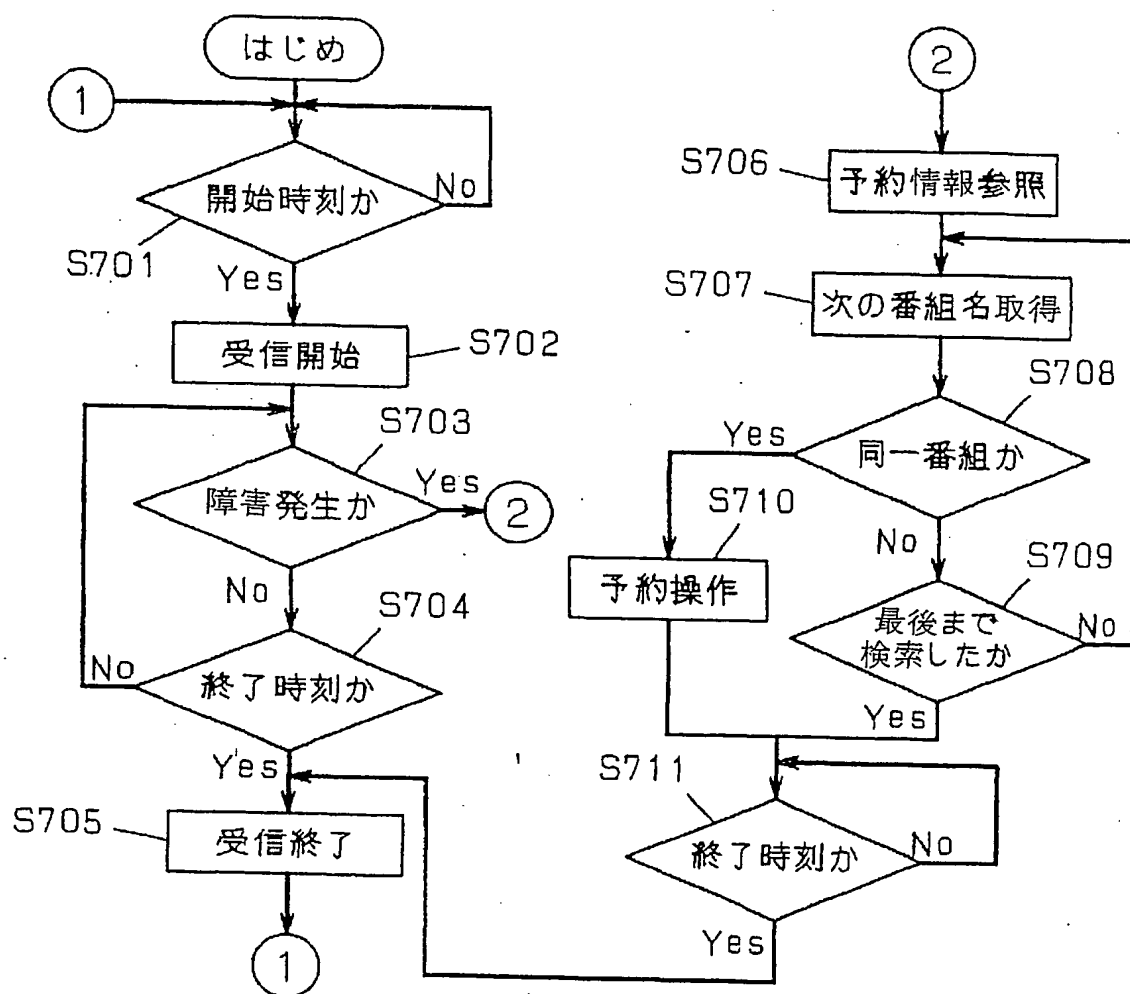 はじめ
1
開始時刻か
No
S701
Yes
受信開始
S702
S703
障害発生か
Yes
2
No
S704
終了時刻か
No
Yes
S705
受信終了
1
2
S706
予約情報参照
S707
次の番組名取得
S708
同一番組か
Yes
S710
予約操作
No
S709
最後まで
検索したか
No
Yes
S711
終了時刻か
No
Yes